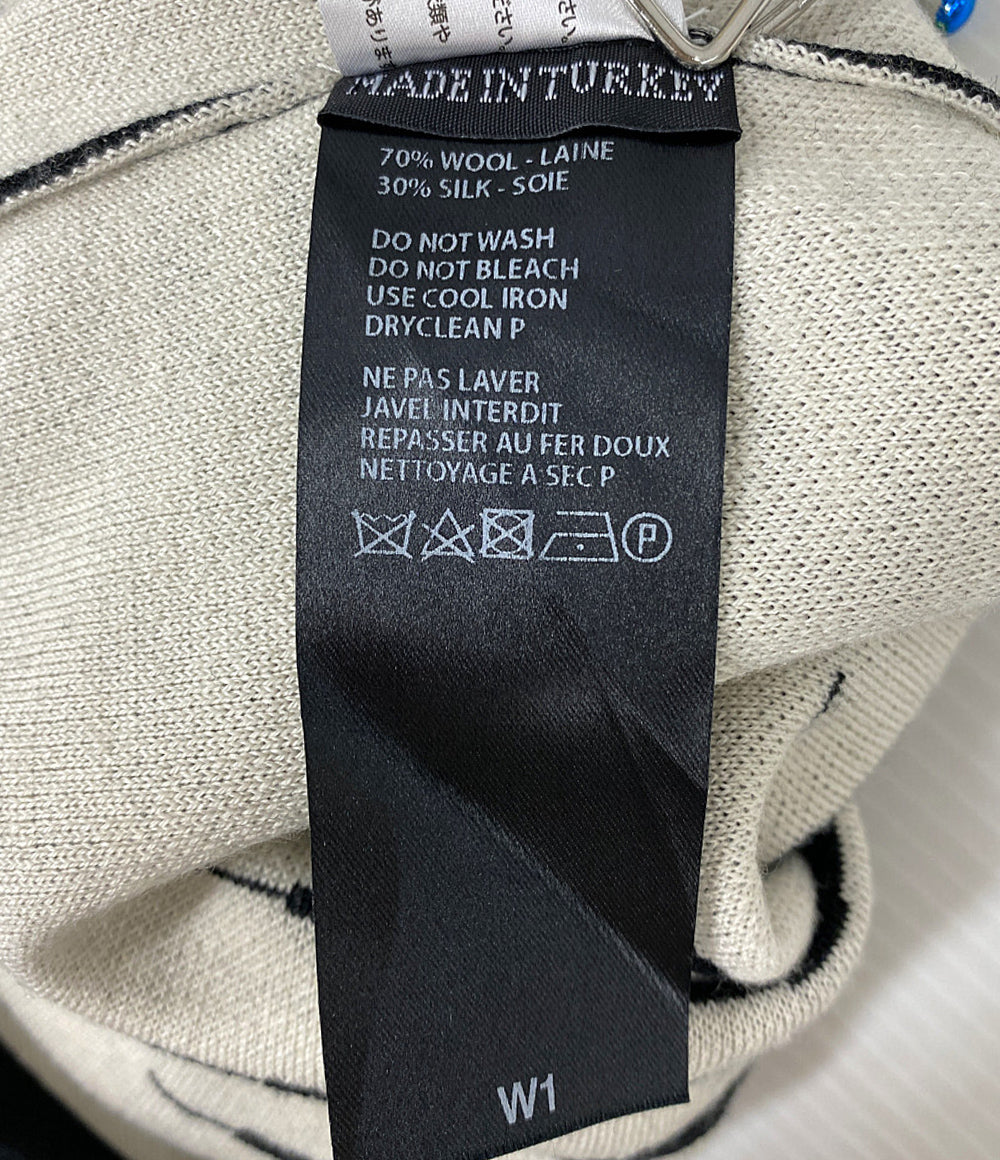 MADE IN TURKEY
70% WOOL - LAINE
30% SILK - SOIE
DO NOT WASH
DO NOT BLEACH
USE COOL IRON
DRYCLEAN P
NE PAS LAVER
JAVEL INTERDIT
REPASSER AU FER DOUX
NETTOYAGE A SEC P
P
W1